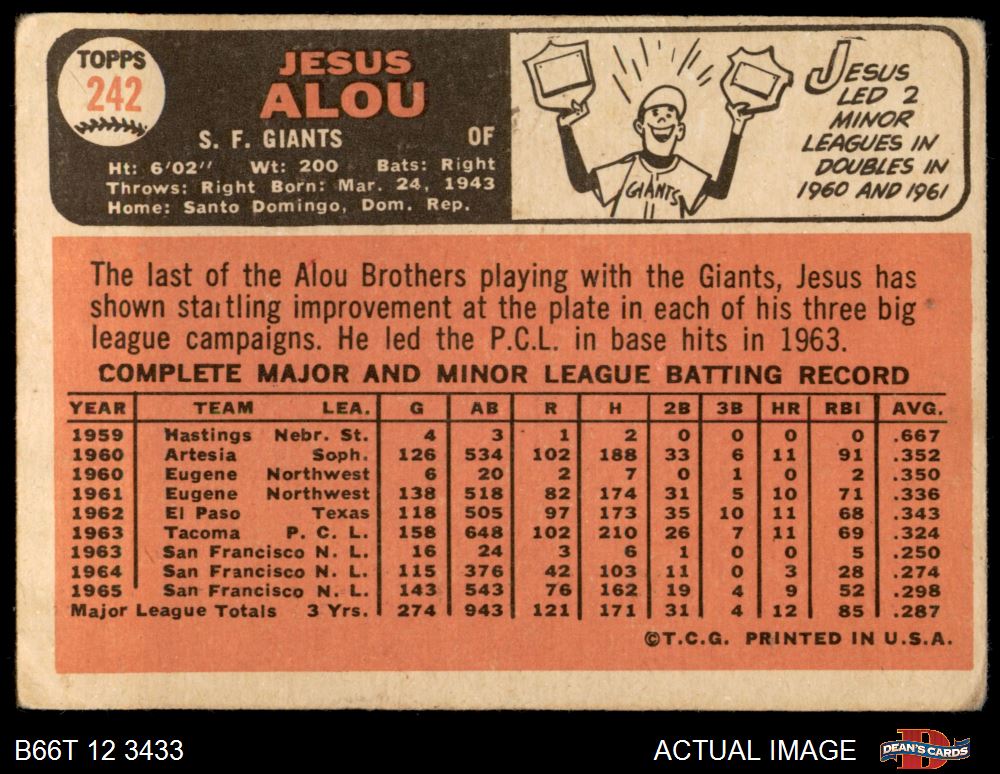 TOPPS
242
JESUS
ALOU
S. F. GIANTS OF
Ht: 6'02" Wt: 200 Bats: Right
Throws: Right Born: Mar. 24, 1943
Home: Santo Domingo, Dom. Rep.
GIANTS
JESUS
LED 2
MINOR
LEAGUES IN
DOUBLES IN
1960 AND 1961
The last of the Alou Brothers playing with the Giants, Jesus has
shown startling improvement at the plate in each of his three big
league campaigns. He led the P.C.L. in base hits in 1963.
COMPLETE MAJOR AND MINOR LEAGUE BATTING RECORD
YEAR TEAM LEA. G AB R H 2B 3B HR RBI AVG.
1959 Hastings Nebr. St. 4 3 1 2 0 0 0 0 .667
1960 Artesia Soph. 126 534 102 188 33 6 11 91 .352
1960 Eugene Northwest 6 20 2 7 0 1 0 2 .350
1961 Eugene Northwest 138 518 82 174 31 5 10 71 .336
1962 El Paso Texas 118 505 97 173 35 10 11 68 .343
1963 Tacoma P. C. L. 158 648 102 210 26 7 11 69 .324
1963 San Francisco N. L. 16 24 3 6 1 0 0 5 .250
1964 San Francisco N. L. 115 376 42 103 11 0 3 28 .274
1965 San Francisco N. L. 143 543 76 162 19 4 9 52 .298
Major League Totals 3 Yrs. 274 943 121 171 31 4 12 85 .287
©T.C.G. PRINTED IN U.S.A.
B66T 12 3433 ACTUAL IMAGE DEAN'S CARDS